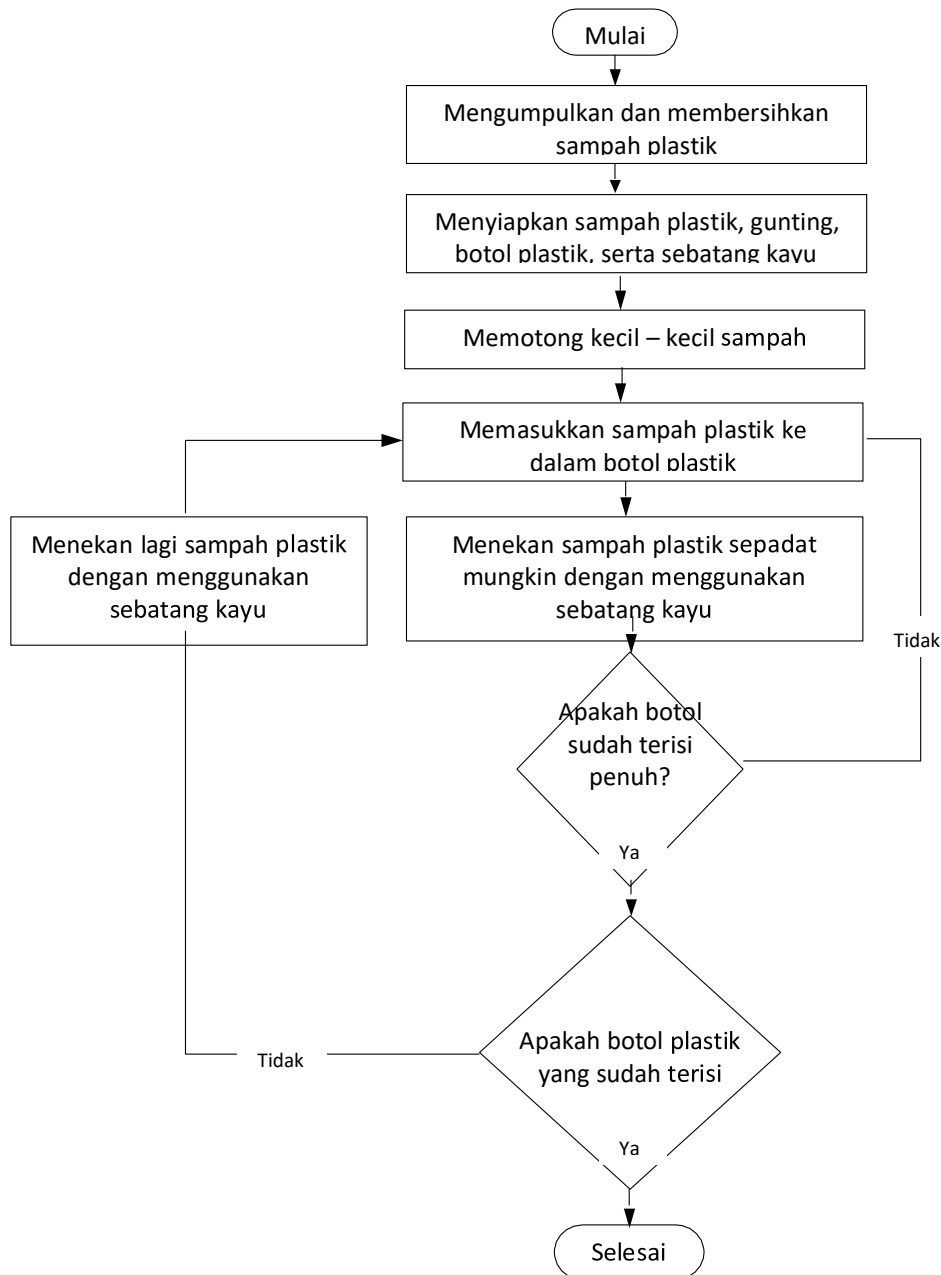 Mulai
Mengumpulkan dan membersihkan
sampah plastik
Menyiapkan sampah plastik, gunting,
botol plastik, serta sebatang kayu
Memotong kecil – kecil sampah
Memasukkan sampah plastik ke
dalam botol plastik
Menekan lagi sampah plastik
dengan menggunakan
sebatang kayu
Menekan sampah plastik sepadat
mungkin dengan menggunakan
sebatang kayu
Tidak
Apakah botol
sudah terisi
penuh?
Ya
Apakah botol plastik
yang sudah terisi
Tidak
Ya
Selesai